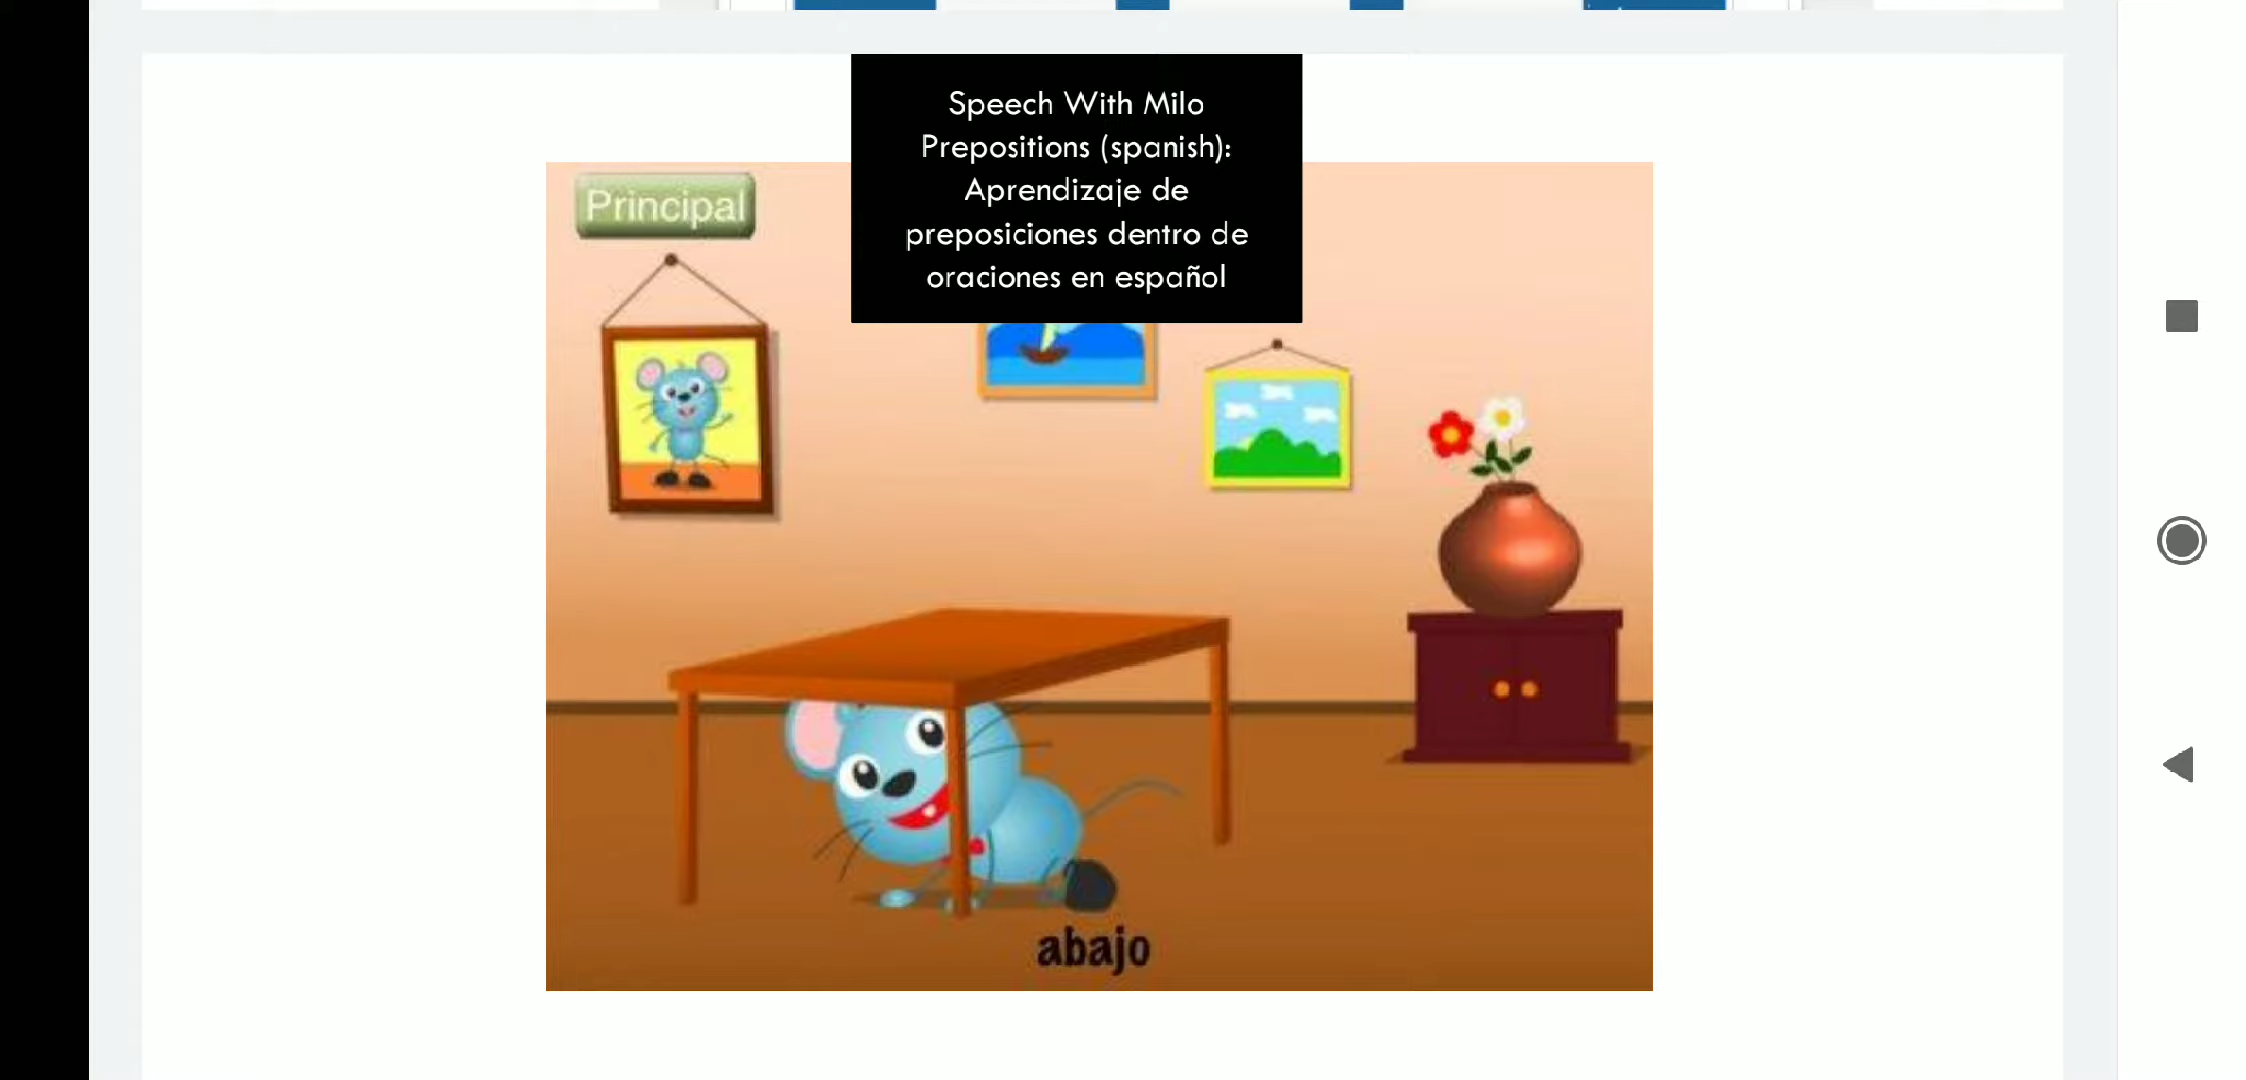 Speech With Milo
Prepositions (spanish):
Aprendizaje de
preposiciones dentro de
oraciones en español
Principal
abajo